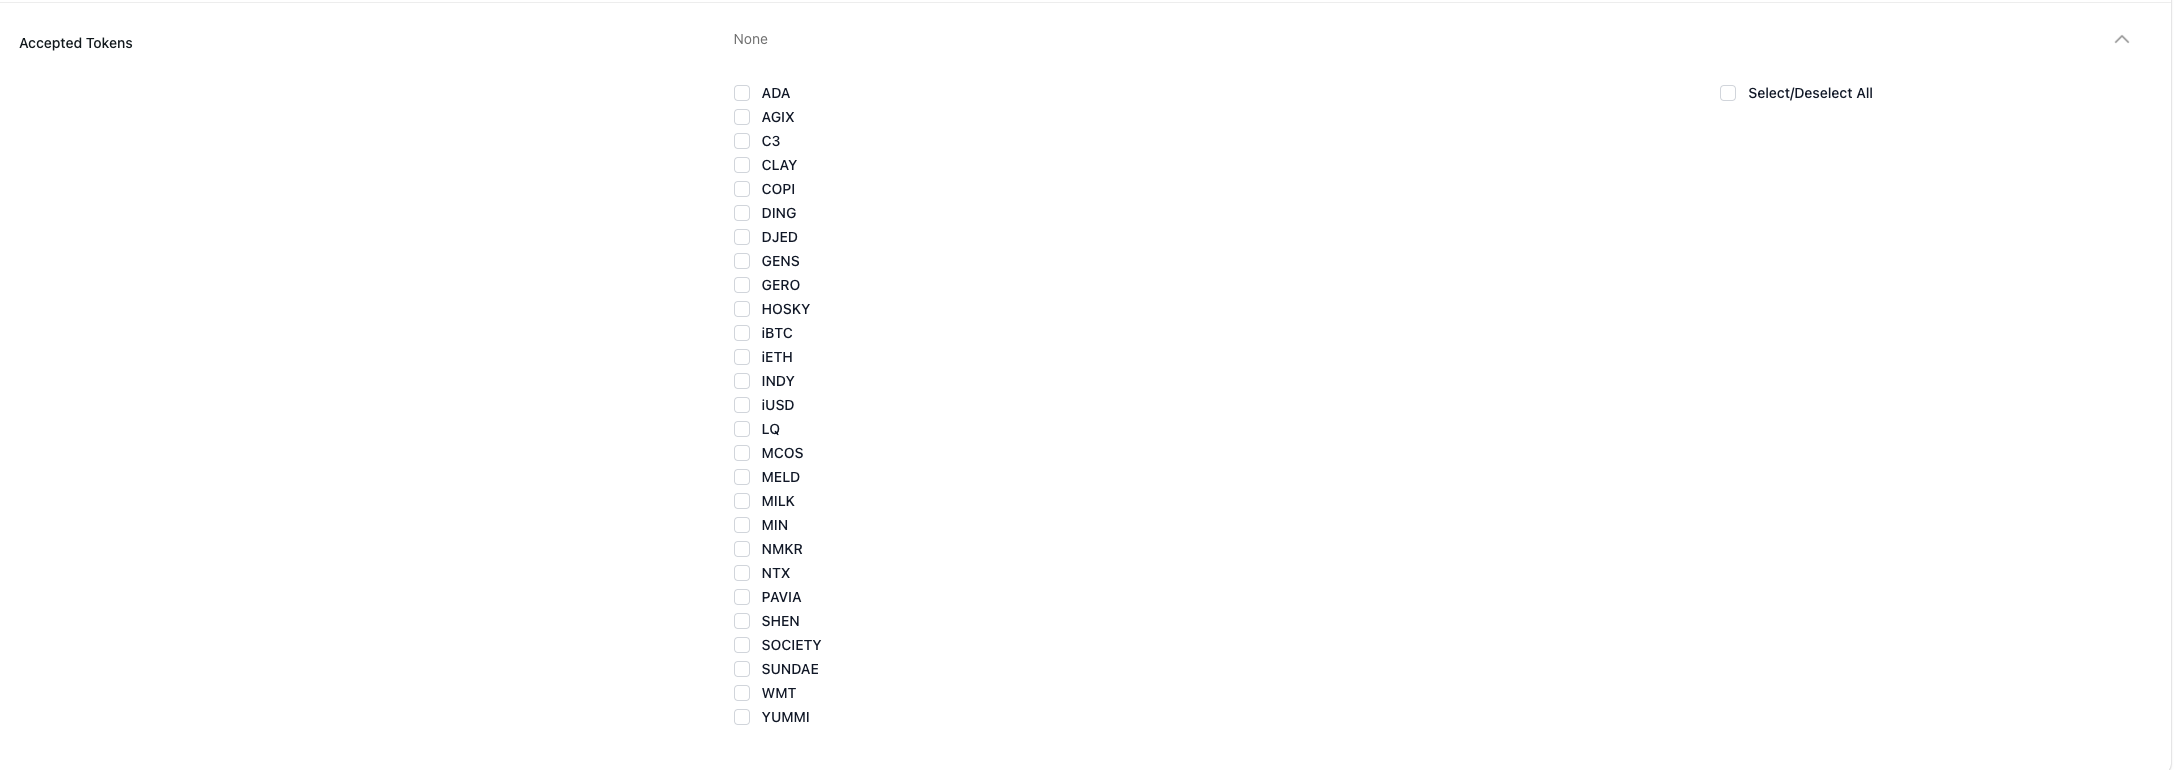 Accepted Tokens
None
ADA
Select/Deselect All
AGIX
C3
CLAY
COPI
DING
DJED
GENS
GERO
HOSKY
iBTC
iETH
INDY
iUSD
LQ
MCOS
MELD
MILK
MIN
NMKR
NTX
PAVIA
SHEN
SOCIETY
SUNDAE
WMT
YUMMI